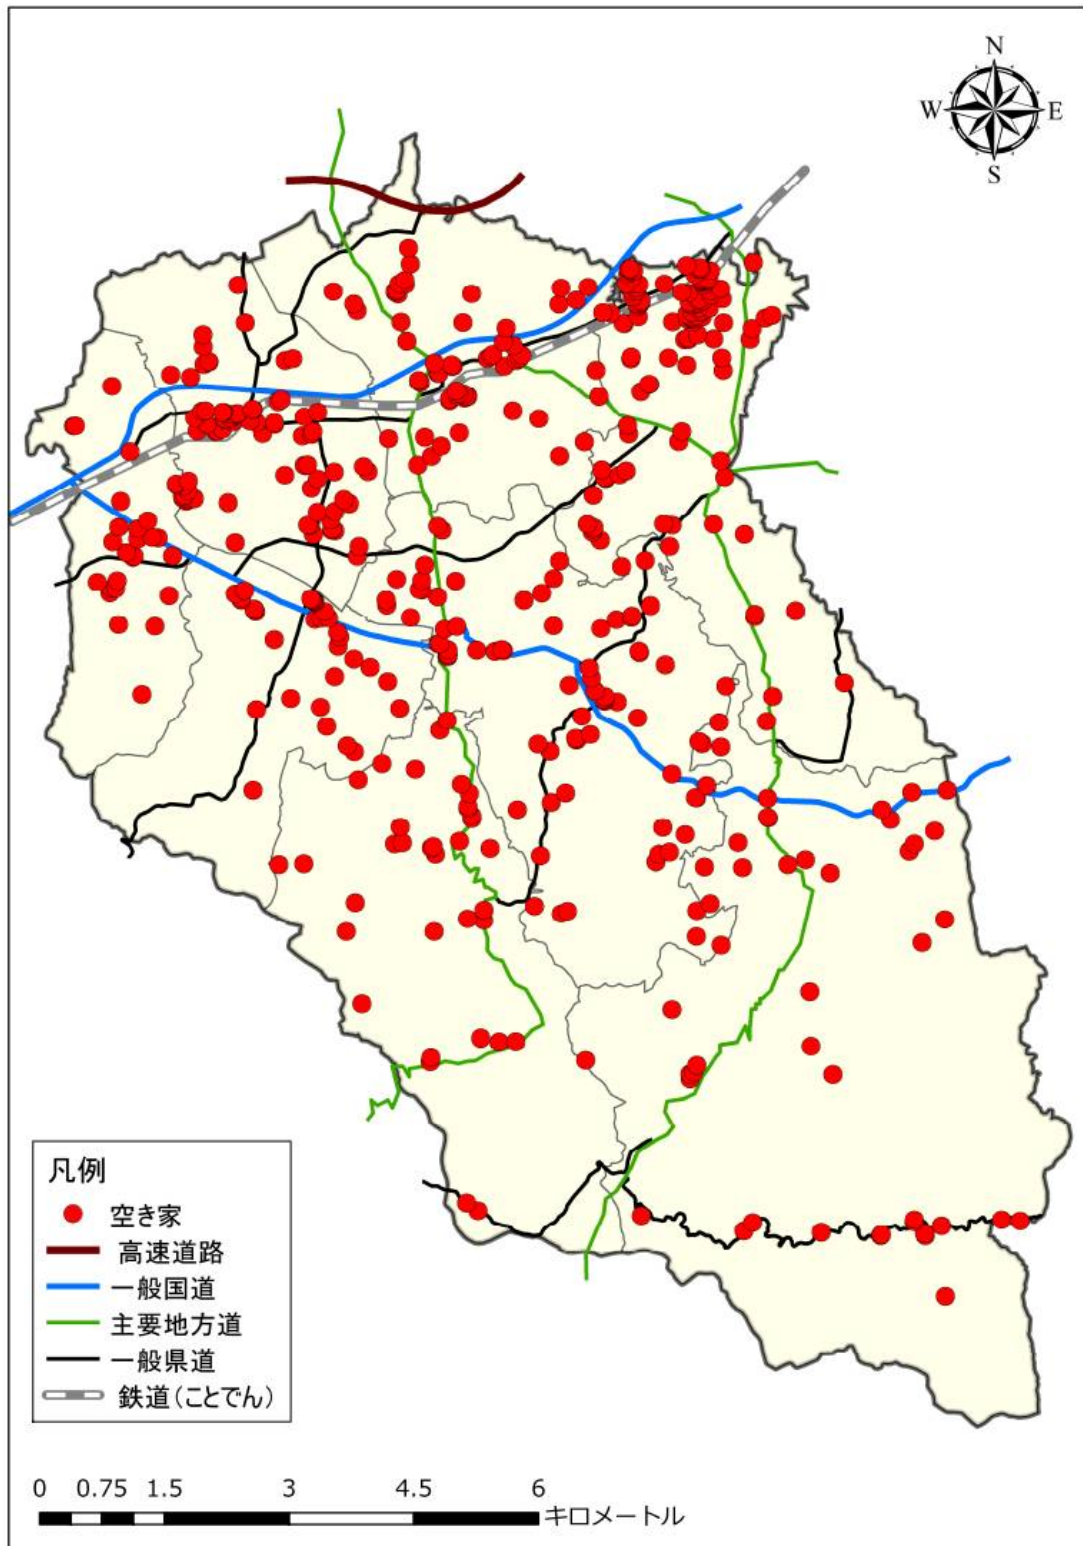 N
W
E
S
凡例
空き家
高速道路
一般国道
主要地方道
一般県道
鉄道(ことでん)
0 0.75 1.5 3 4.5 6
キロメートル